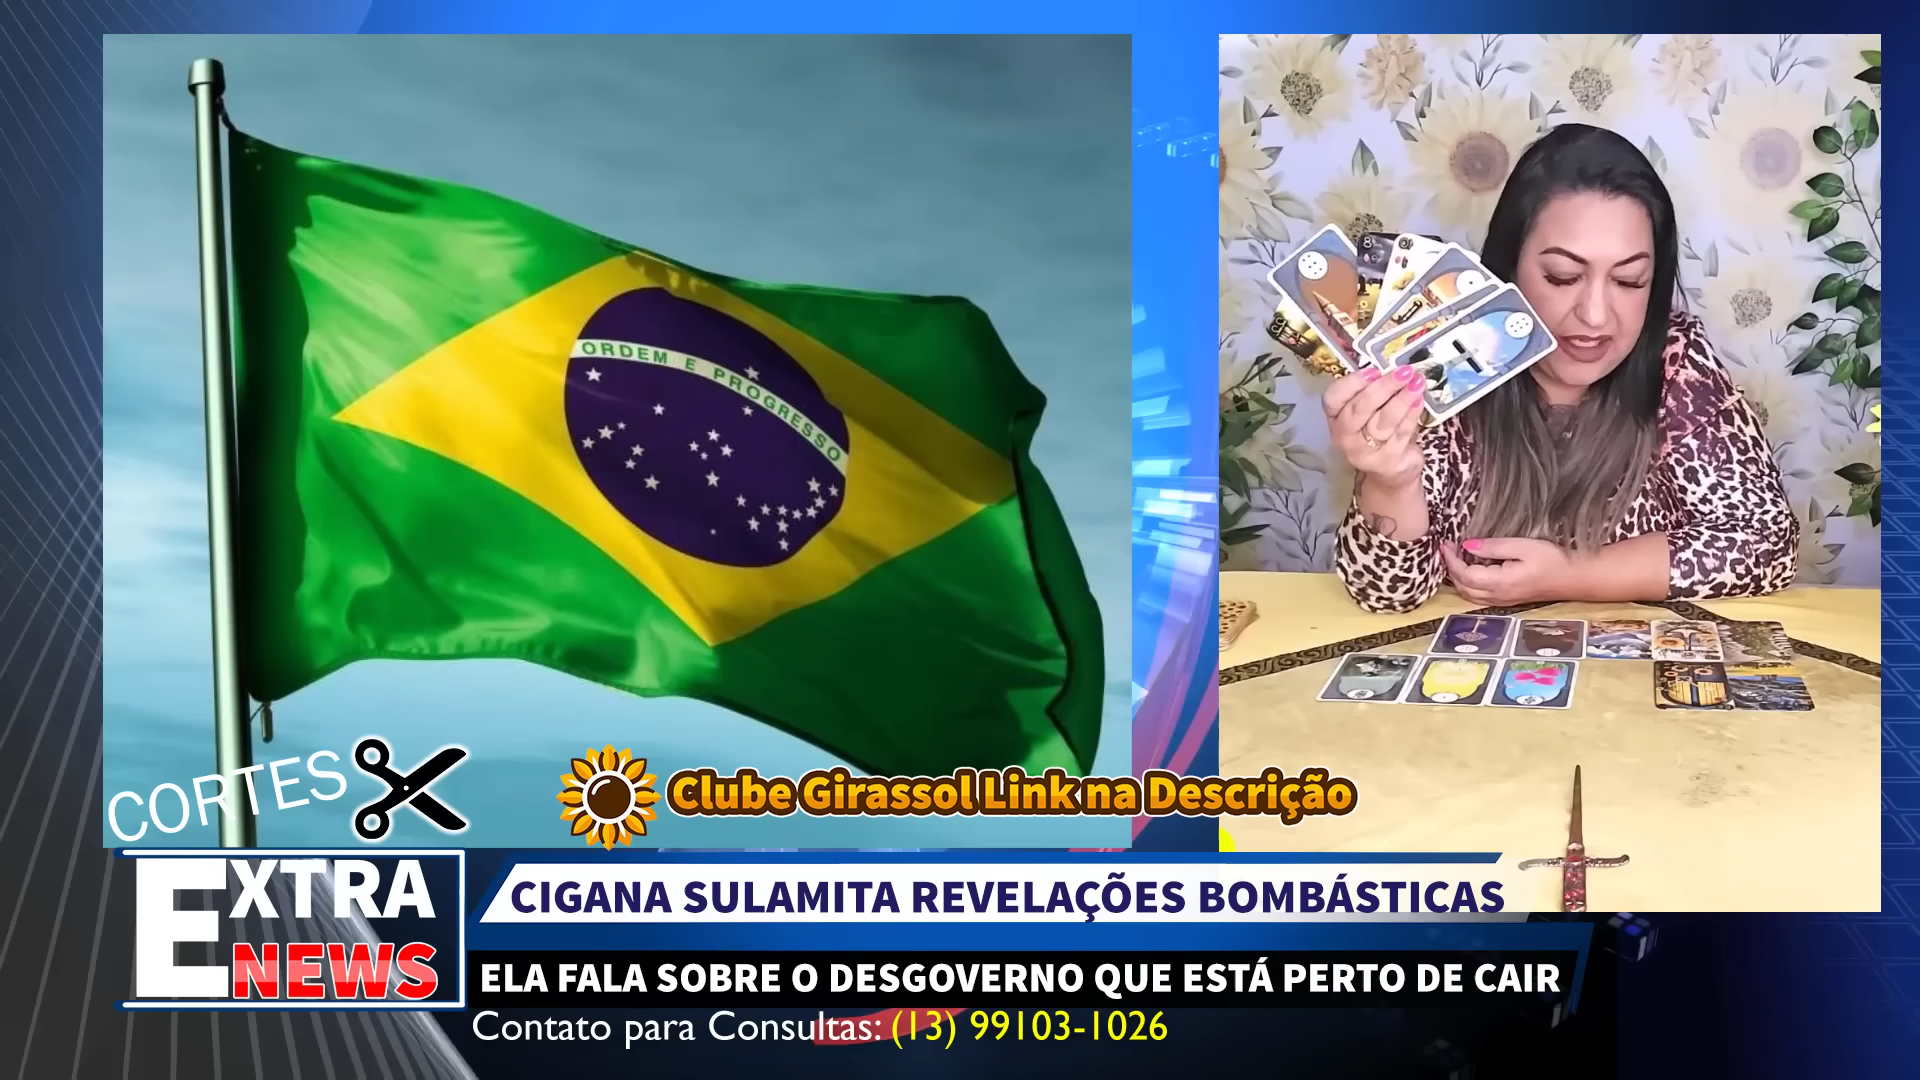 ORDEM E PROGRESSO
8
CORTES
Clube Girassol Link na Descrição
EXTRA
NEWS
CIGANA SULAMITA REVELAÇÕES BOMBÁSTICAS
ELA FALA SOBRE O DESGOVERNO QUE ESTÁ PERTO DE CAIR
Contato para Consultas: (13) 99103-1026